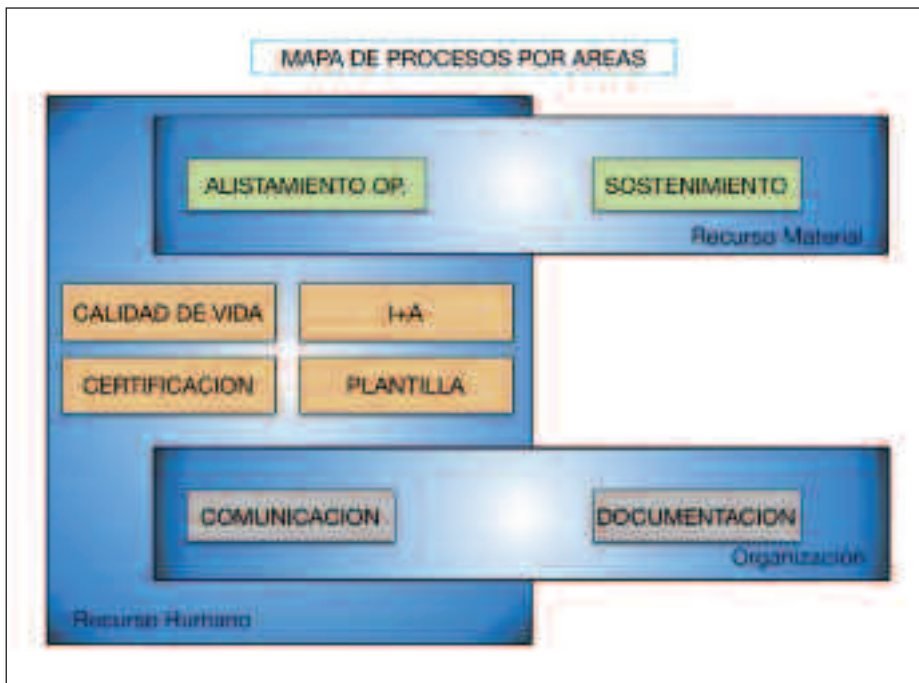 MAPA DE PROCESOS POR AREAS
ALISTAMIENTO OP.
SOSTENIMIENTO
Recurso Material
CALIDAD DE VIDA
I+A
CERTIFICACION
PLANTILLA
COMUNICACION
DOCUMENTACION
Organización
Recurso Humano